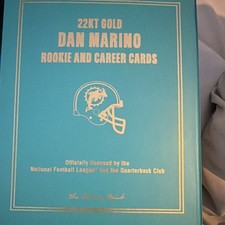 22KT GOLD
DAN MARINO
ROOKIE AND CAREER CARDS
Officially licensed by the
National Football League and the Quarterback Club